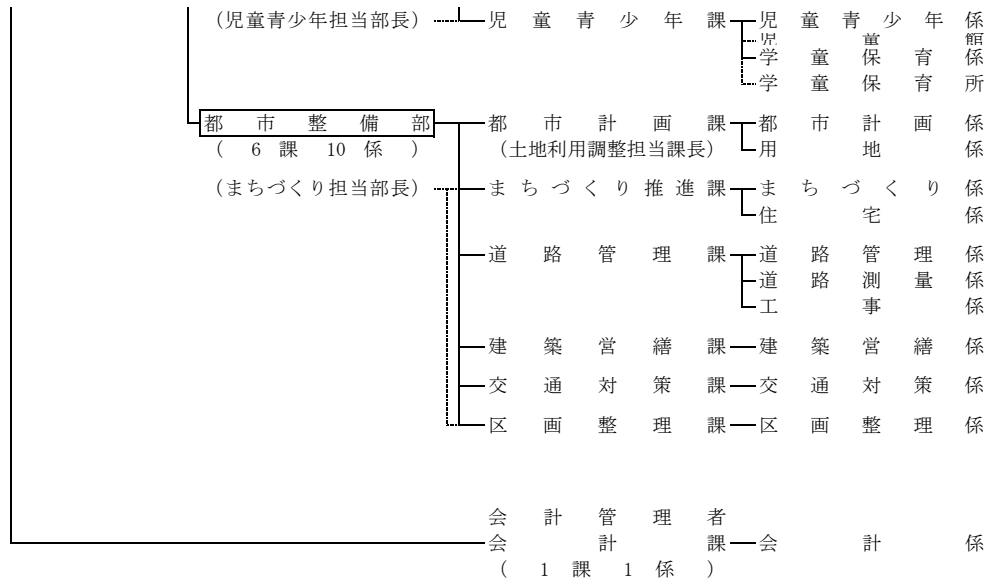 (児童青少年担当部長) 児童青少年課 児童青少年係
児童館
学童保育係
学童保育所
都市整備部 都市計画課 都市計画係
(6課10係) (土地利用調整担当課長) 用地係
(まちづくり担当部長) まちづくり推進課 まちづくり係
住宅係
道路管理課 道路管理係
道路測量係
工事係
建築営繕課 建築営繕係
交通対策課 交通対策係
区画整理課 区画整理係
会計管理者
会計課 会計係
(1課1係)